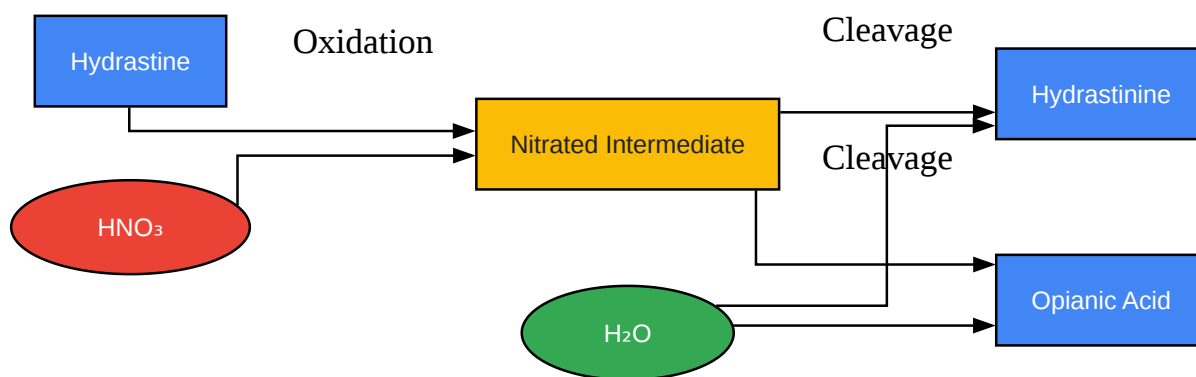 Hydrastine
Oxidation
Cleavage
Hydrastinine
Nitrated Intermediate
Cleavage
HNO₃
H₂O
Opianic Acid